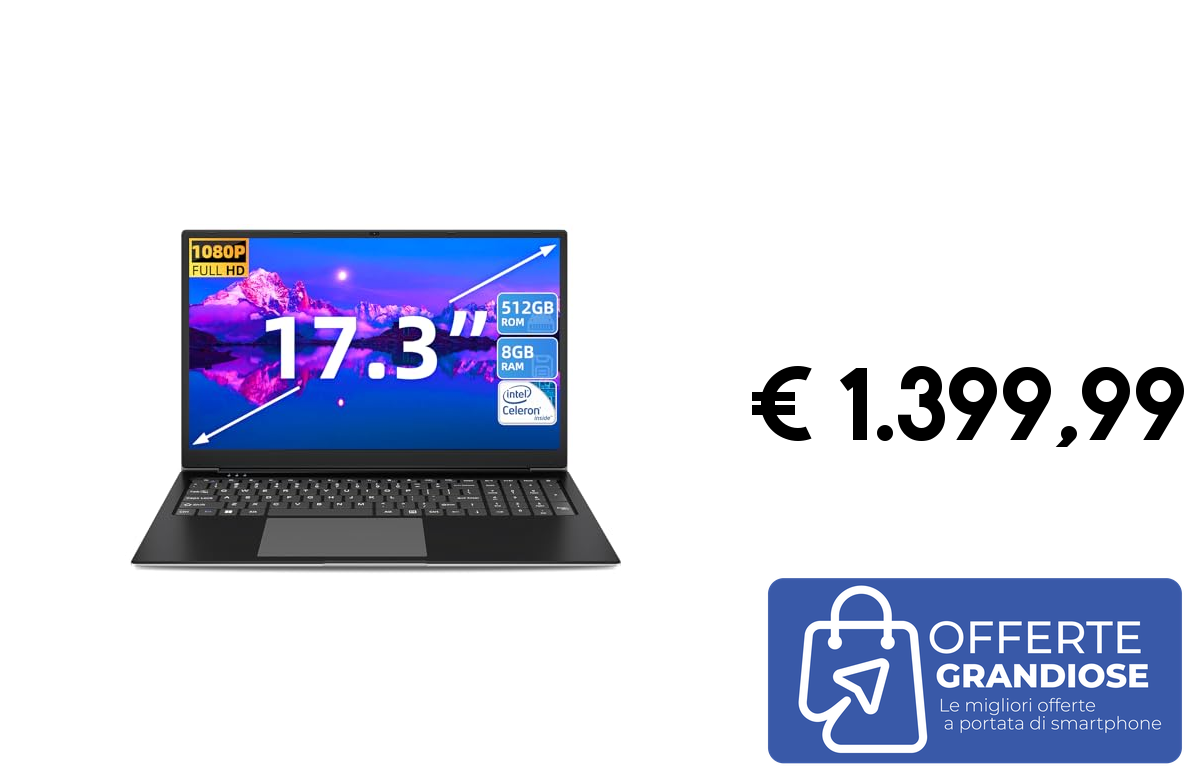 1080P
FULL HD
17.3”
512GB
ROM
8GB
RAM
intel
Celeron
inside
€ 1.399,99
OFFERTE
GRANDIOSE
Le migliori offerte
a portata di smartphone